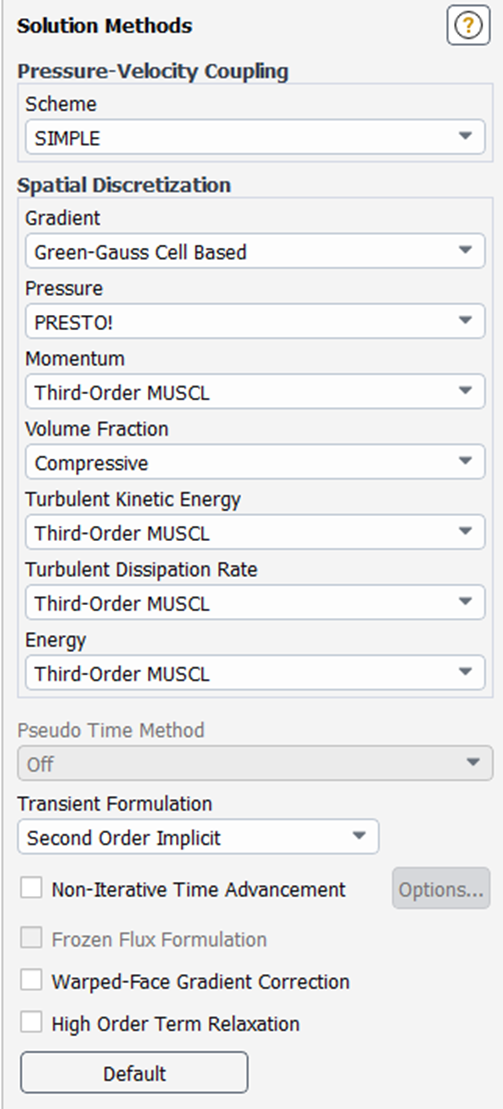 Solution Methods
?
Pressure-Velocity Coupling
Scheme
SIMPLE
Spatial Discretization
Gradient
Green-Gauss Cell Based
Pressure
PRESTO!
Momentum
Third-Order MUSCL
Volume Fraction
Compressive
Turbulent Kinetic Energy
Third-Order MUSCL
Turbulent Dissipation Rate
Third-Order MUSCL
Energy
Third-Order MUSCL
Pseudo Time Method
Off
Transient Formulation
Second Order Implicit
Non-Iterative Time Advancement
Options...
Frozen Flux Formulation
Warped-Face Gradient Correction
High Order Term Relaxation
Default